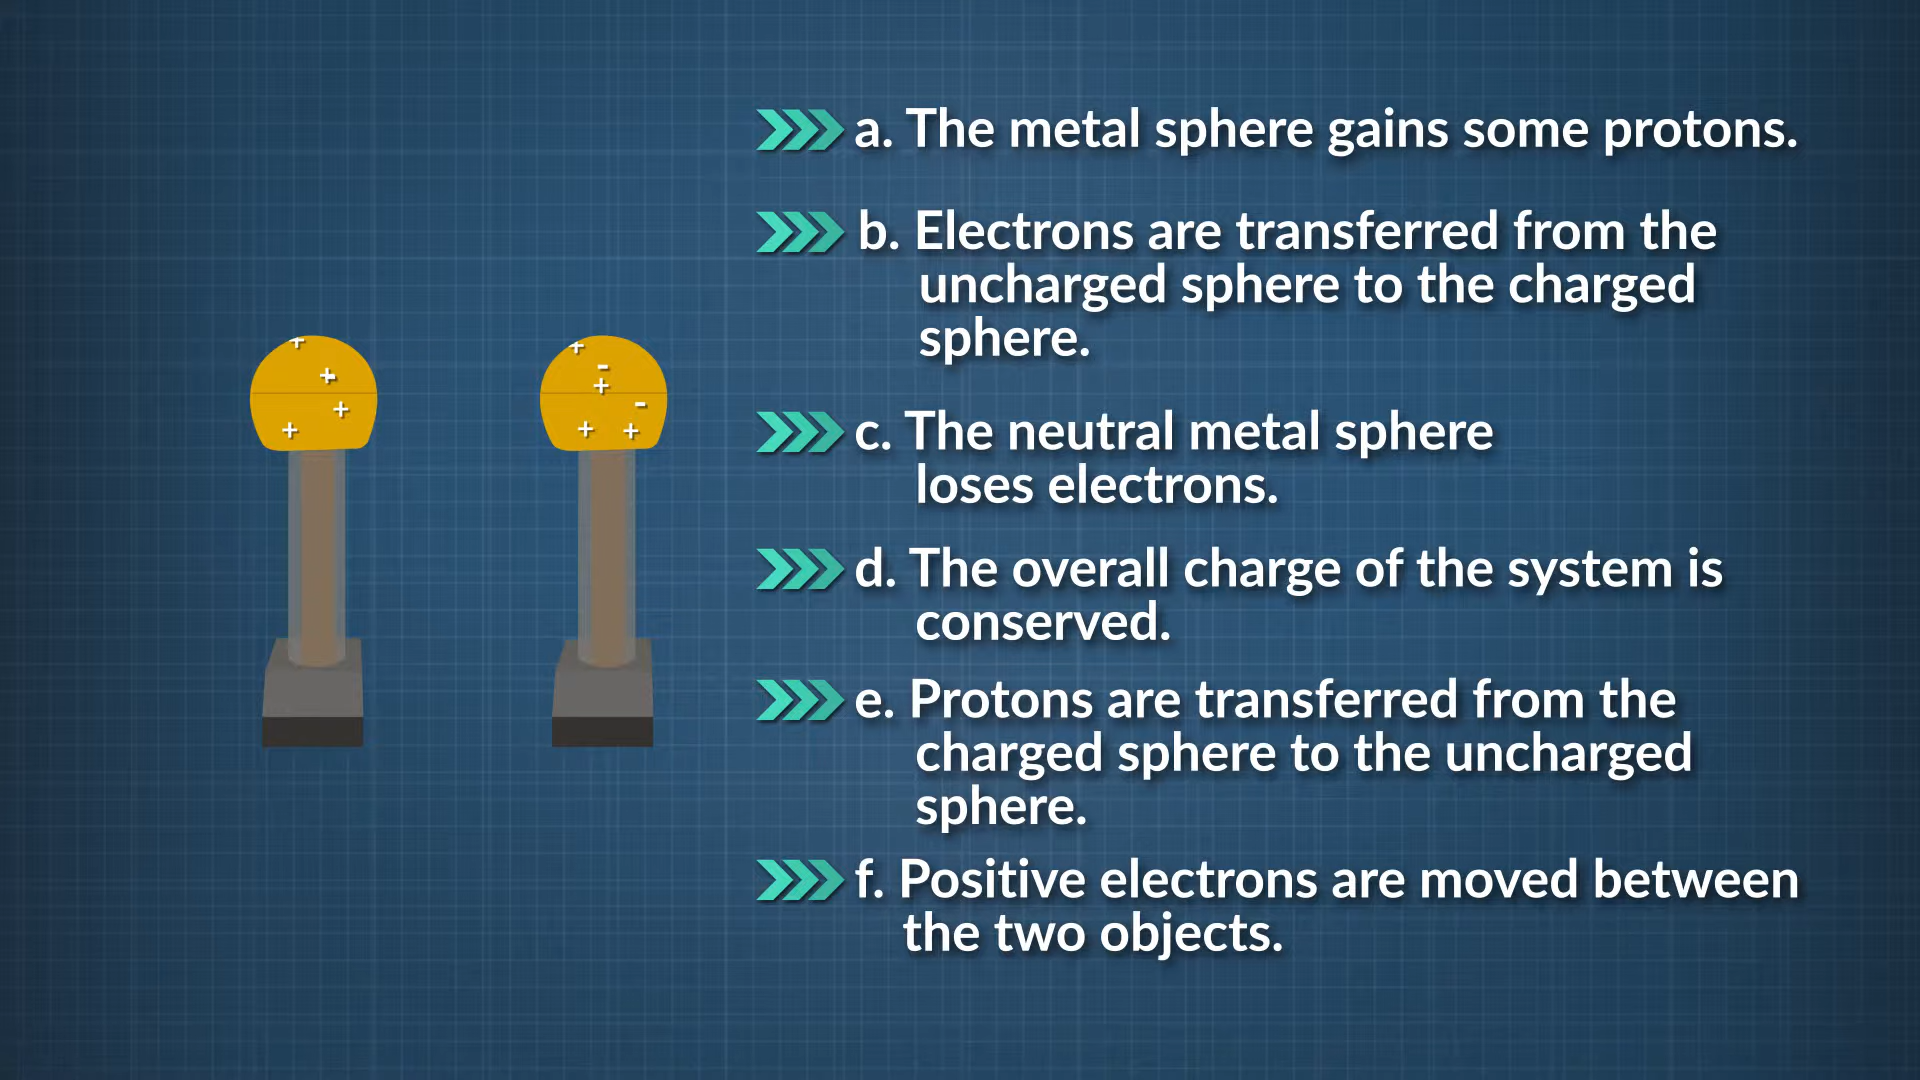 a. The metal sphere gains some protons.
b. Electrons are transferred from the
uncharged sphere to the charged
sphere.
c. The neutral metal sphere
loses electrons.
d. The overall charge of the system is
conserved.
e. Protons are transferred from the
charged sphere to the uncharged
sphere.
f. Positive electrons are moved between
the two objects.